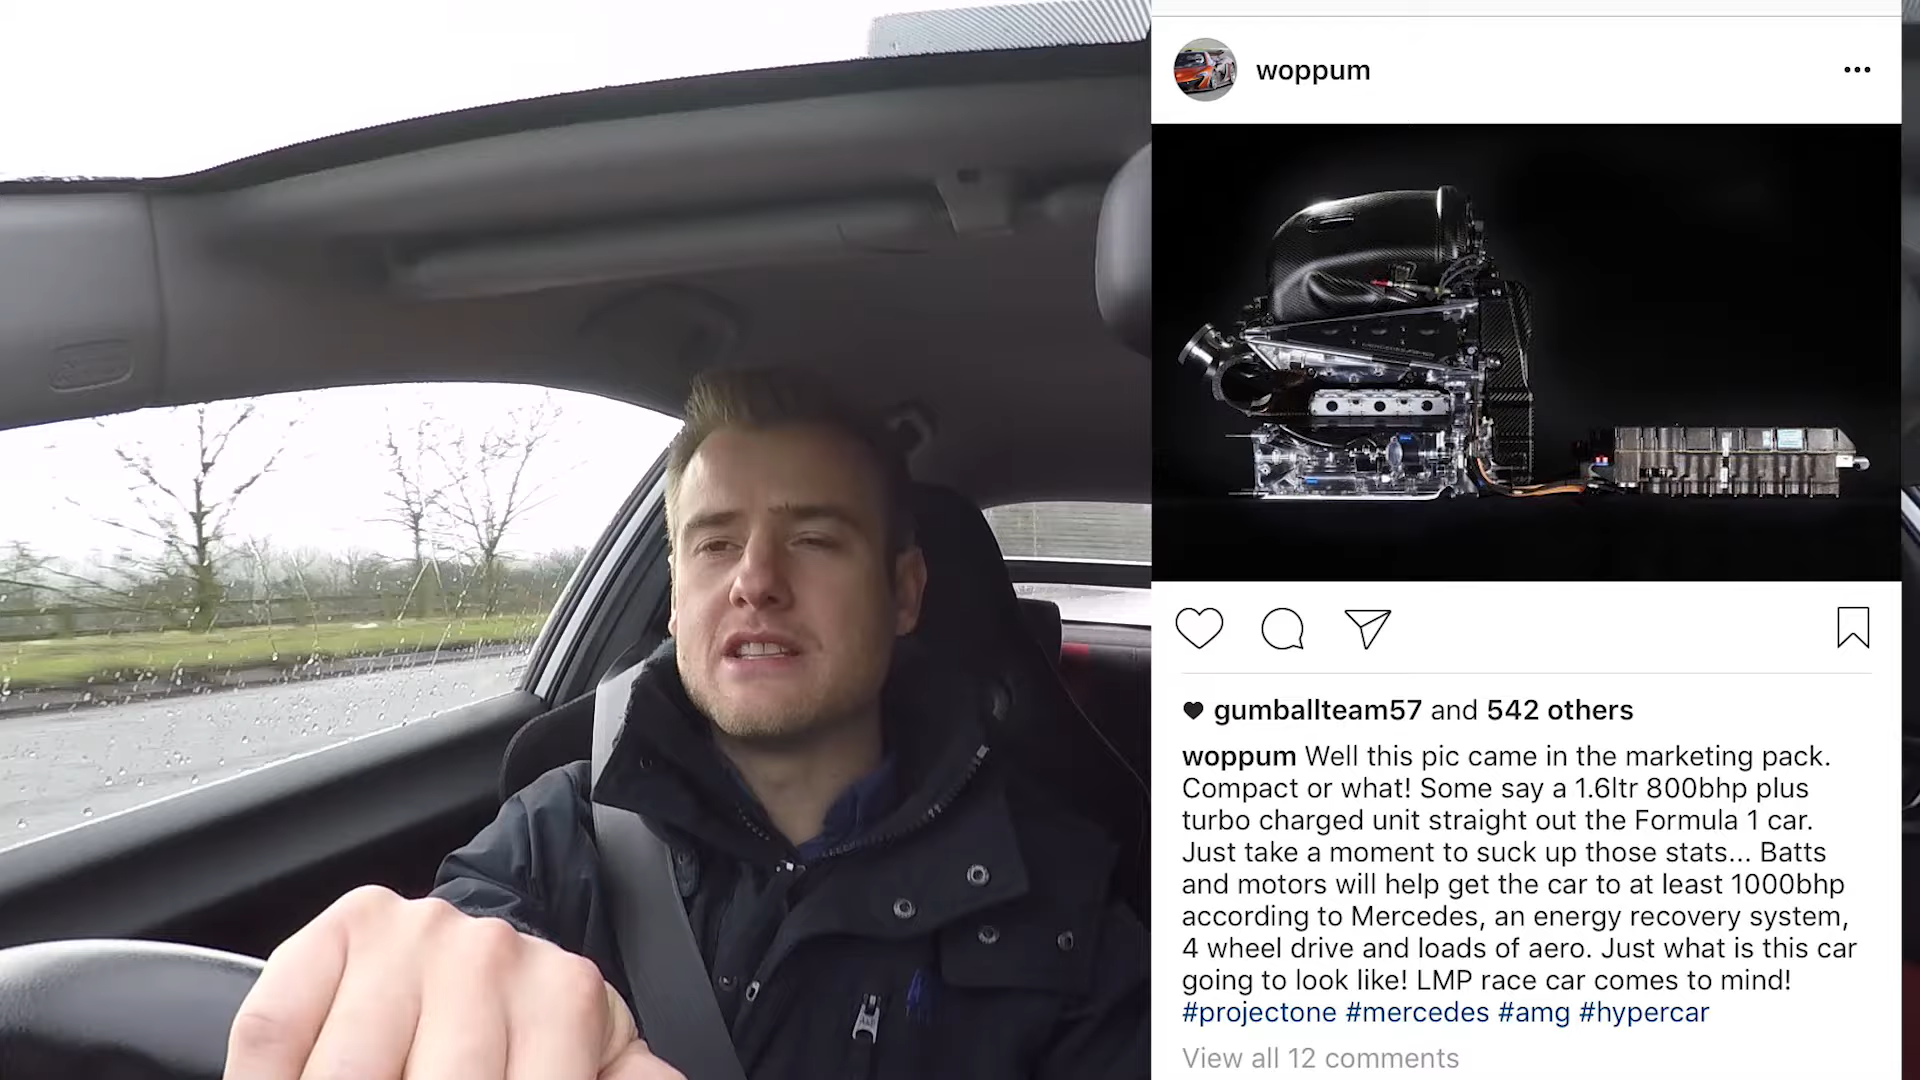 woppum
gumballteam57 and 542 others
woppum Well this pic came in the marketing pack.
Compact or what! Some say a 1.6ltr 800bhp plus
turbo charged unit straight out the Formula 1 car.
Just take a moment to suck up those stats... Batts
and motors will help get the car to at least 1000bhp
according to Mercedes, an energy recovery system,
4 wheel drive and loads of aero. Just what is this car
going to look like! LMP race car comes to mind!
#projectone #mercedes #amg #hypercar
View all 12 comments